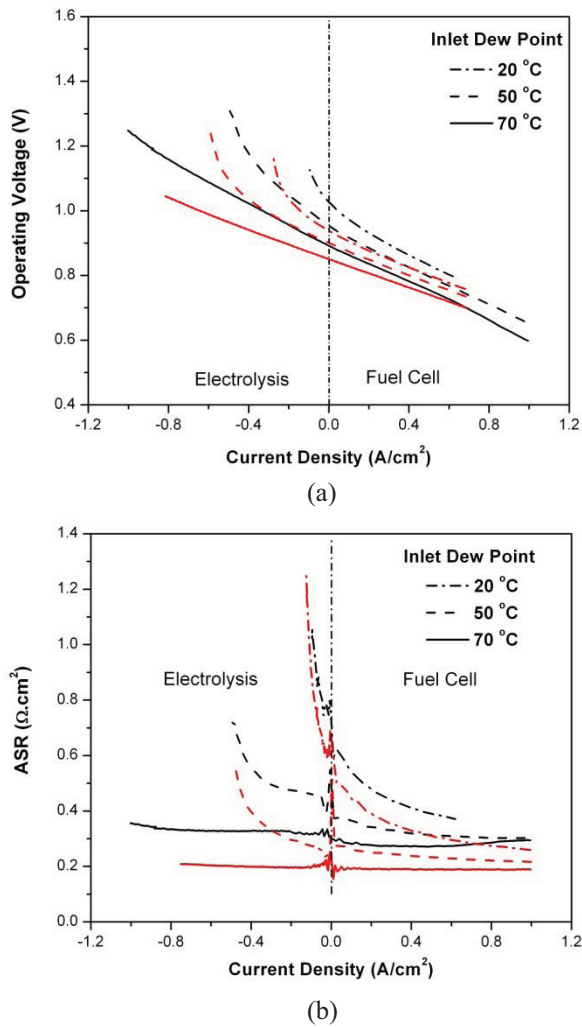 1.8
1.6
1.4
1.2
1.0
0.8
0.6
0.4
Operating Voltage (V)
Inlet Dew Point
20 °C
50 °C
70 °C
Electrolysis
Fuel Cell
-1.2
-0.8
-0.4
0.0
0.4
0.8
1.2
Current Density (A/cm²)
(a)
1.4
1.2
1.0
0.8
0.6
0.4
0.2
0.0
ASR (Ω.cm²)
Inlet Dew Point
20 °C
50 °C
70 °C
Electrolysis
Fuel Cell
-1.2
-0.8
-0.4
0.0
0.4
0.8
1.2
Current Density (A/cm²)
(b)